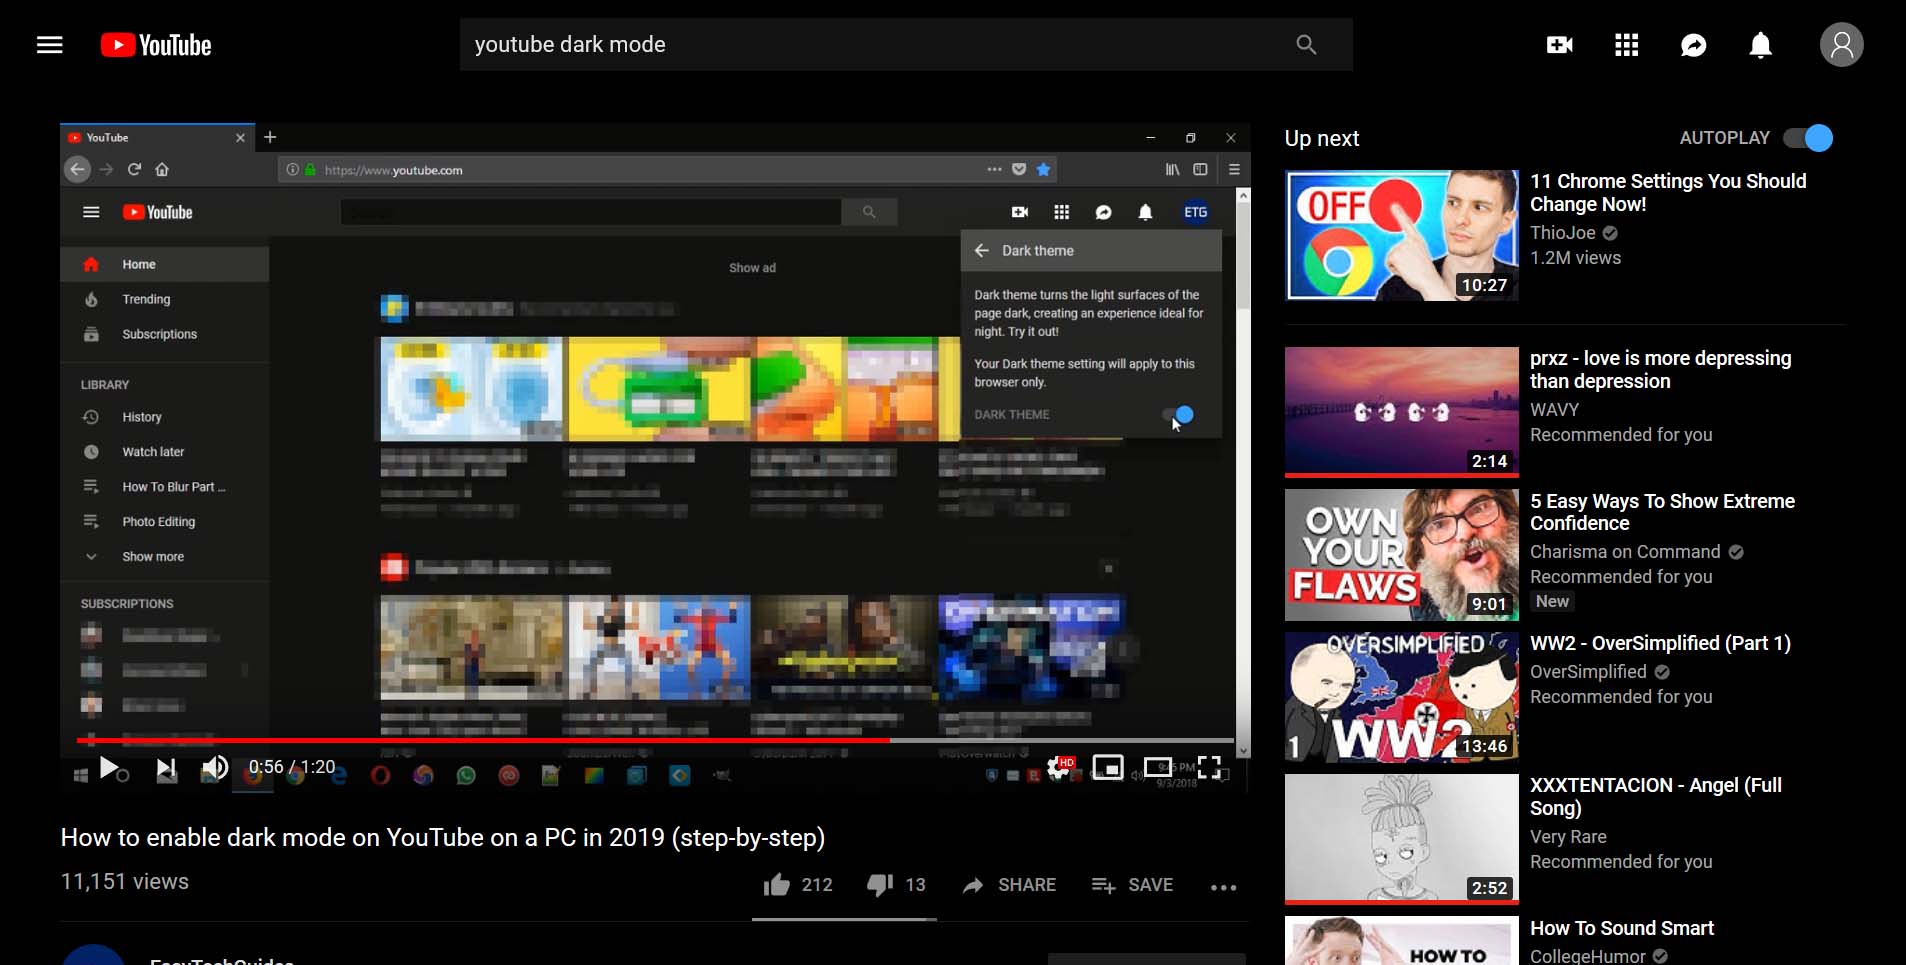 YouTube
youtube dark mode
YouTube
https://www.youtube.com
YouTube
ETG
Home
Trending
Subscriptions
LIBRARY
History
Watch later
How To Blur Part ...
Photo Editing
Show more
SUBSCRIPTIONS
Show ad
Dark theme
Dark theme turns the light surfaces of the
page dark, creating an experience ideal for
night. Try it out!
Your Dark theme setting will apply to this
browser only.
DARK THEME
0:56 / 1:20
HD
PM
9/3/2018
How to enable dark mode on YouTube on a PC in 2019 (step-by-step)
11,151 views
212
13
SHARE
SAVE
EasyTechGuides
Up next
AUTOPLAY
OFF
10:27
11 Chrome Settings You Should
Change Now!
ThioJoe
1.2M views
2:14
prxz - love is more depressing
than depression
WAVY
Recommended for you
OWN
YOUR
FLAWS
9:01
5 Easy Ways To Show Extreme
Confidence
Charisma on Command
Recommended for you
New
OVERSIMPLIFIED
1
WW2
13:46
WW2 - OverSimplified (Part 1)
OverSimplified
Recommended for you
2:52
XXXTENTACION - Angel (Full
Song)
Very Rare
Recommended for you
HOW TO
How To Sound Smart
CollegeHumor